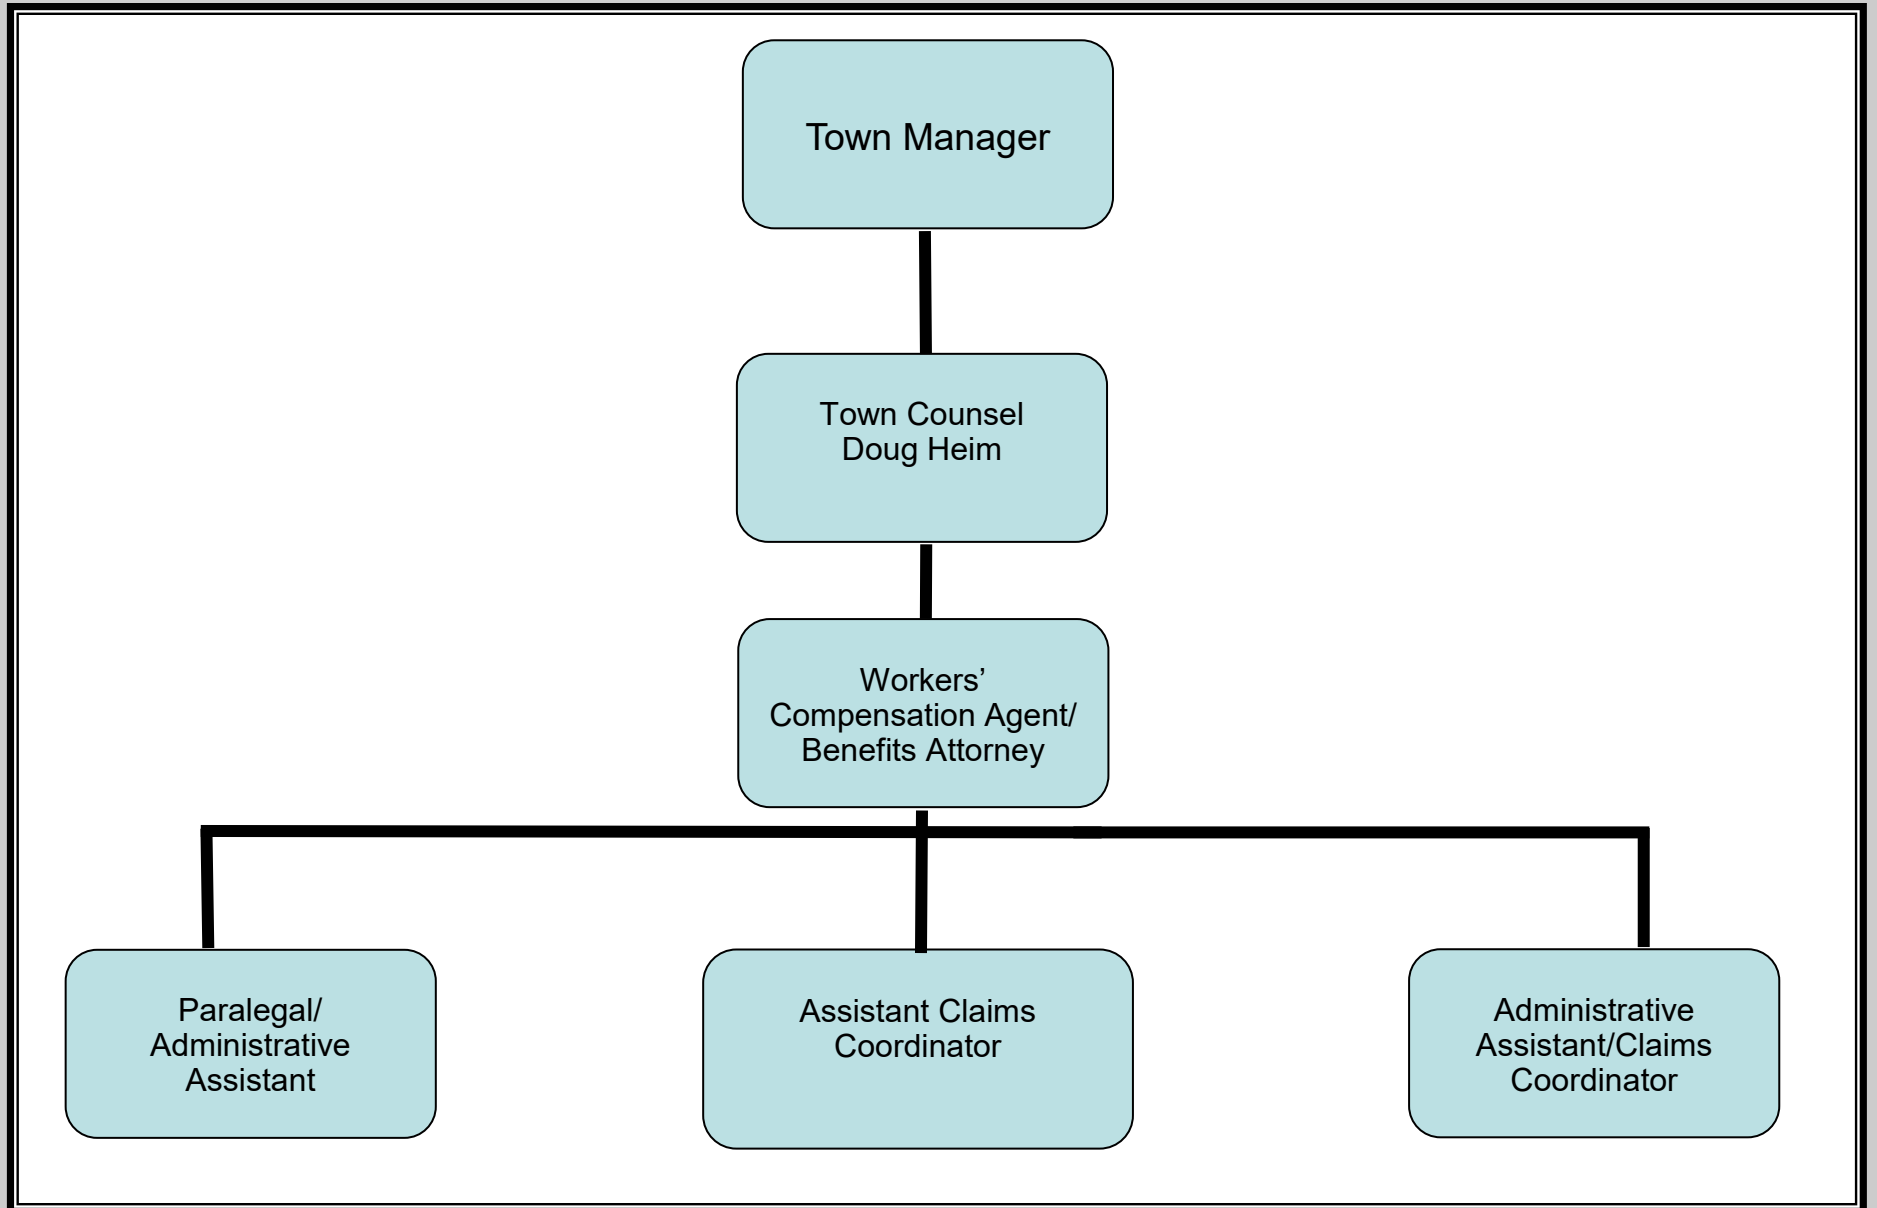 Town Manager
Town Counsel
Doug Heim
Workers’
Compensation Agent/
Benefits Attorney
Paralegal/
Administrative
Assistant
Assistant Claims
Coordinator
Administrative
Assistant/Claims
Coordinator